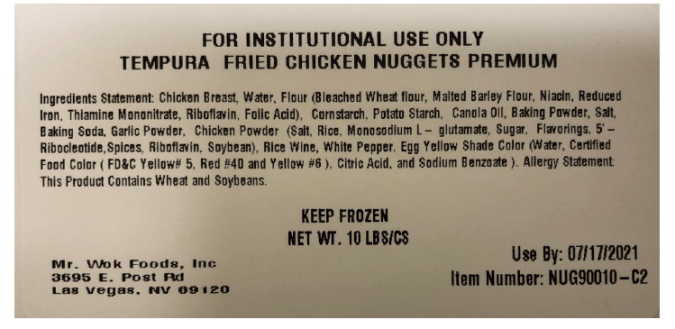 FOR INSTITUTIONAL USE ONLY
TEMPURA FRIED CHICKEN NUGGETS PREMIUM
Ingredients Statement: Chicken Breast, Water, Flour (Bleached Wheat flour, Malted Barley Flour, Niacin, Reduced
Iron, Thiamine Mononitrate, Riboflavin, Folic Acid), Cornstarch, Potato Starch, Canola Oil, Baking Powder, Salt,
Baking Soda, Garlic Powder, Chicken Powder (Salt, Rice, Monosodium L- glutamate, Sugar, Flavorings, 5'-
Ribocleotide,Spices, Riboflavin, Soybean), Rice Wine, White Pepper, Egg Yellow Shade Color (Water, Certified
Food Color ( FD&C Yellow# 5, Red #40 and Yellow #6 ), Citric Acid, and Sodium Benzoate ). Allergy Statement:
This Product Contains Wheat and Soybeans.
KEEP FROZEN
NET WT. 10 LBS/CS
Mr. Wok Foods, Inc
3695 E. Post Rd
Las Vegas, NV 89120
Use By: 07/17/2021
Item Number: NUG90010-C2